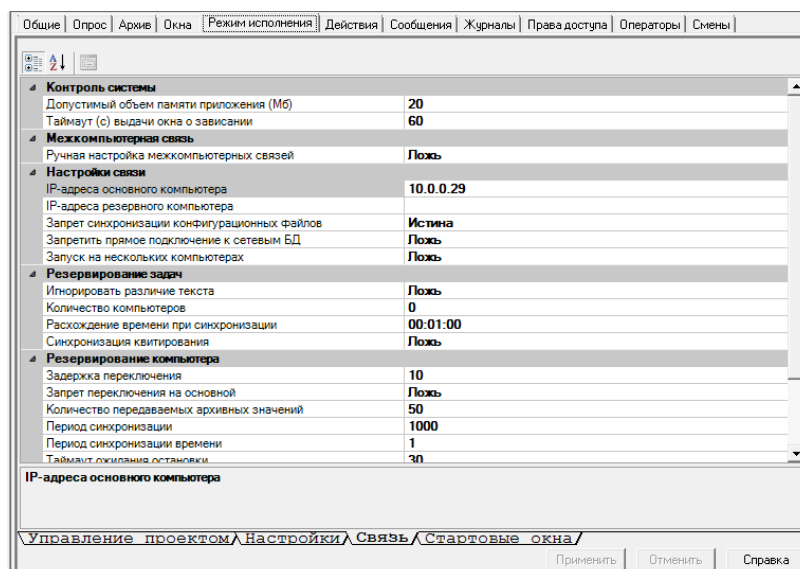 Общие Опрос Архив Окна Режим исполнения Действия Сообщения Журналы Права доступа Операторы Смены
Контроль системы
Допустимый объем памяти приложения (Мб) 20
Таймаут (с) выдачи окна о зависании 60
Межкомпьютерная связь
Ручная настройка межкомпьютерных связей Ложь
Настройки связи
IP-адреса основного компьютера 10.0.0.29
IP-адреса резервного компьютера
Запрет синхронизации конфигурационных файлов Истина
Запретить прямое подключение к сетевым БД Ложь
Запуск на нескольких компьютерах Ложь
Резервирование задач
Игнорировать различие текста Ложь
Количество компьютеров 0
Расхождение времени при синхронизации 00:01:00
Синхронизация квитирования Ложь
Резервирование компьютера
Задержка переключения 10
Запрет переключения на основной Ложь
Количество передаваемых архивных значений 50
Период синхронизации 1000
Период синхронизации времени 1
Таймаут ожидания остановки 30
IP-адреса основного компьютера
Управление проектом Настройки Связь Стартовые окна
Применить Отменить Справка